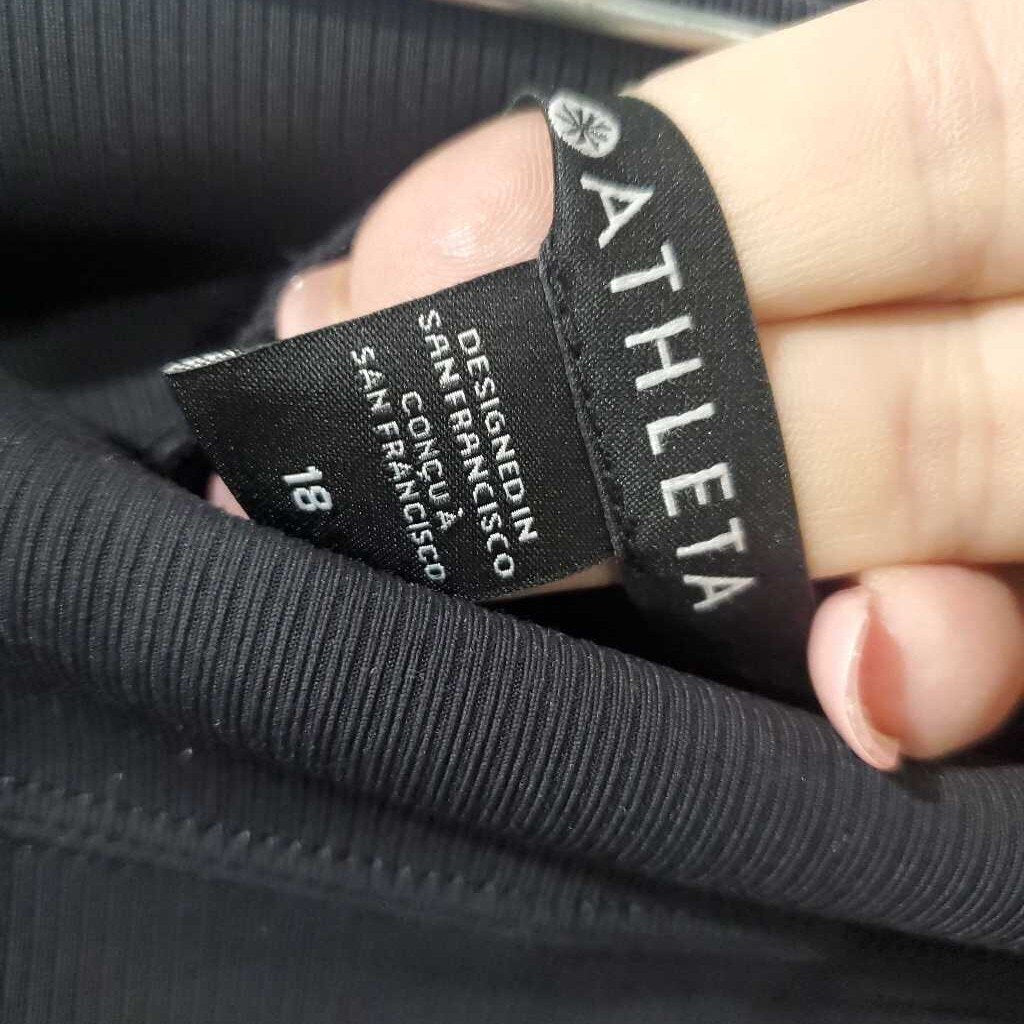 ATHLETA
DESIGNED IN
SAN FRANCISCO
CONÇU À
SAN FRANCISCO
18